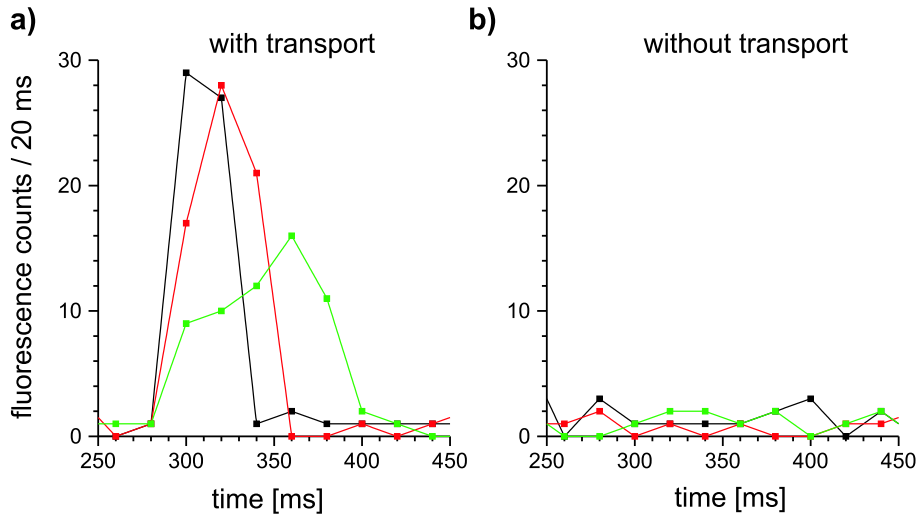 a)
with transport
fluorescence counts / 20 ms
30
20
10
0
250 300 350 400 450
time [ms]
b)
without transport
30
20
10
0
250 300 350 400 450
time [ms]